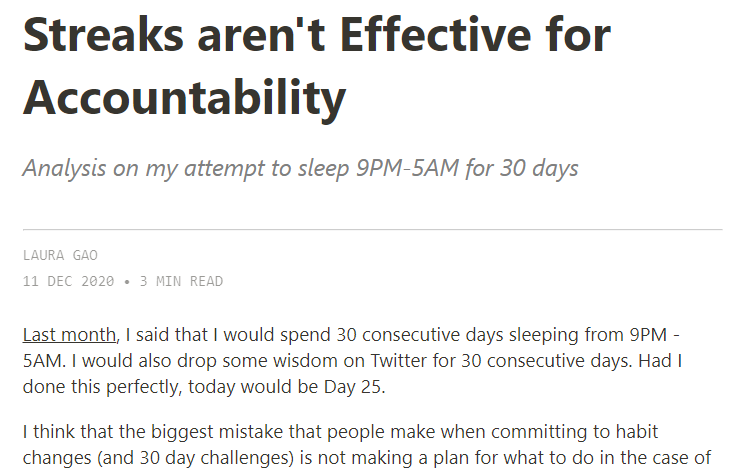 Streaks aren't Effective for
Accountability
Analysis on my attempt to sleep 9PM-5AM for 30 days
LAURA GAO
11 DEC 2020 • 3 MIN READ
Last month, I said that I would spend 30 consecutive days sleeping from 9PM -
5AM. I would also drop some wisdom on Twitter for 30 consecutive days. Had I
done this perfectly, today would be Day 25.
I think that the biggest mistake that people make when committing to habit
changes (and 30 day challenges) is not making a plan for what to do in the case of